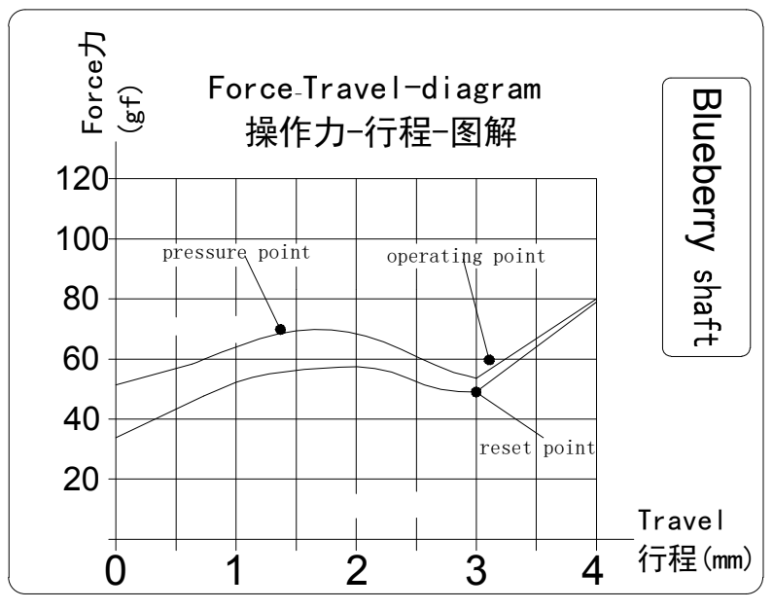 Force力
(gf)
Force-Travel-diagram
操作力-行程-图解
Blueberry shaft
120
100
pressure point
operating point
80
60
40
reset point
20
Travel
行程(mm)
0 1 2 3 4